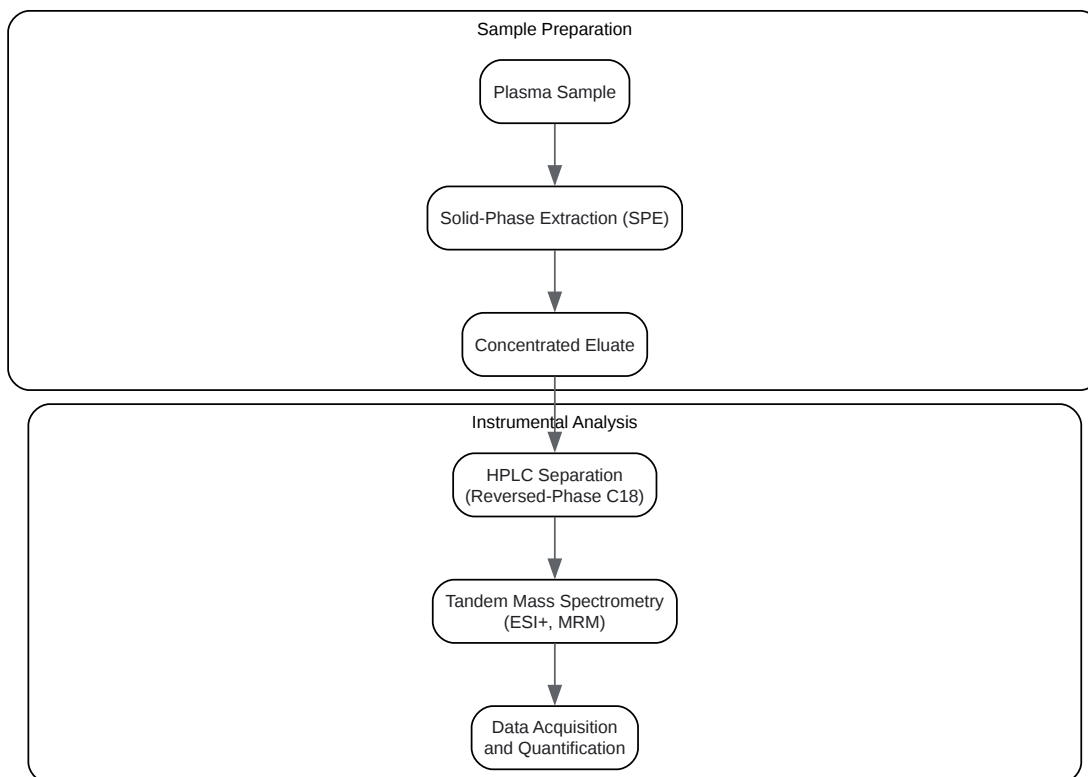 Sample Preparation
Plasma Sample
Solid-Phase Extraction (SPE)
Concentrated Eluate
Instrumental Analysis
HPLC Separation
(Reversed-Phase C18)
Tandem Mass Spectrometry
(ESI+, MRM)
Data Acquisition
and Quantification